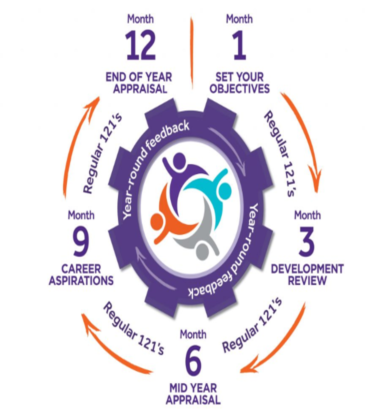 Month
12
END OF YEAR
APPRAISAL
Month
1
SET YOUR
OBJECTIVES
Regular 121's
Month
3
DEVELOPMENT
REVIEW
Regular 121's
Month
6
MID YEAR
APPRAISAL
Regular 121's
Month
9
CAREER
ASPIRATIONS
Regular 121's
Year-round feedback
Year-round feedback